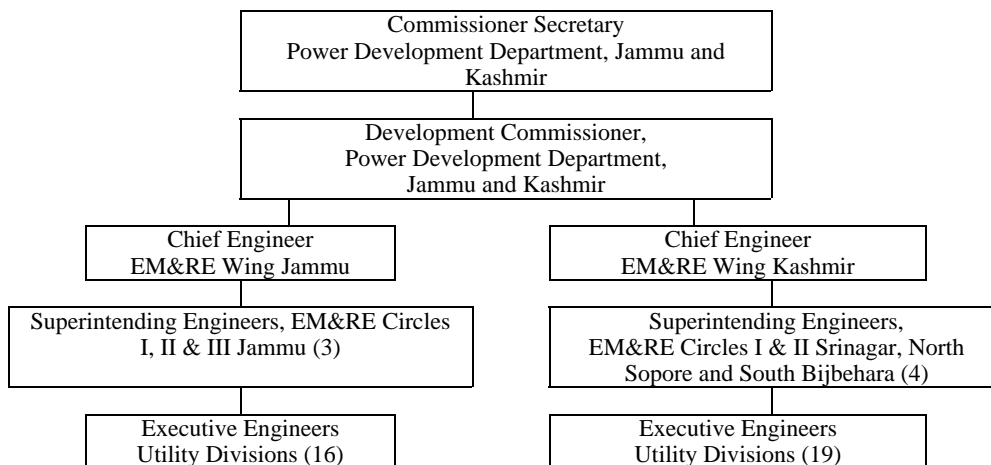 Commissioner Secretary
Power Development Department, Jammu and
Kashmir
Development Commissioner,
Power Development Department,
Jammu and Kashmir
Chief Engineer
EM&RE Wing Jammu
Chief Engineer
EM&RE Wing Kashmir
Superintending Engineers, EM&RE Circles
I, II & III Jammu (3)
Superintending Engineers,
EM&RE Circles I & II Srinagar, North
Sopore and South Bijbehara (4)
Executive Engineers
Utility Divisions (16)
Executive Engineers
Utility Divisions (19)